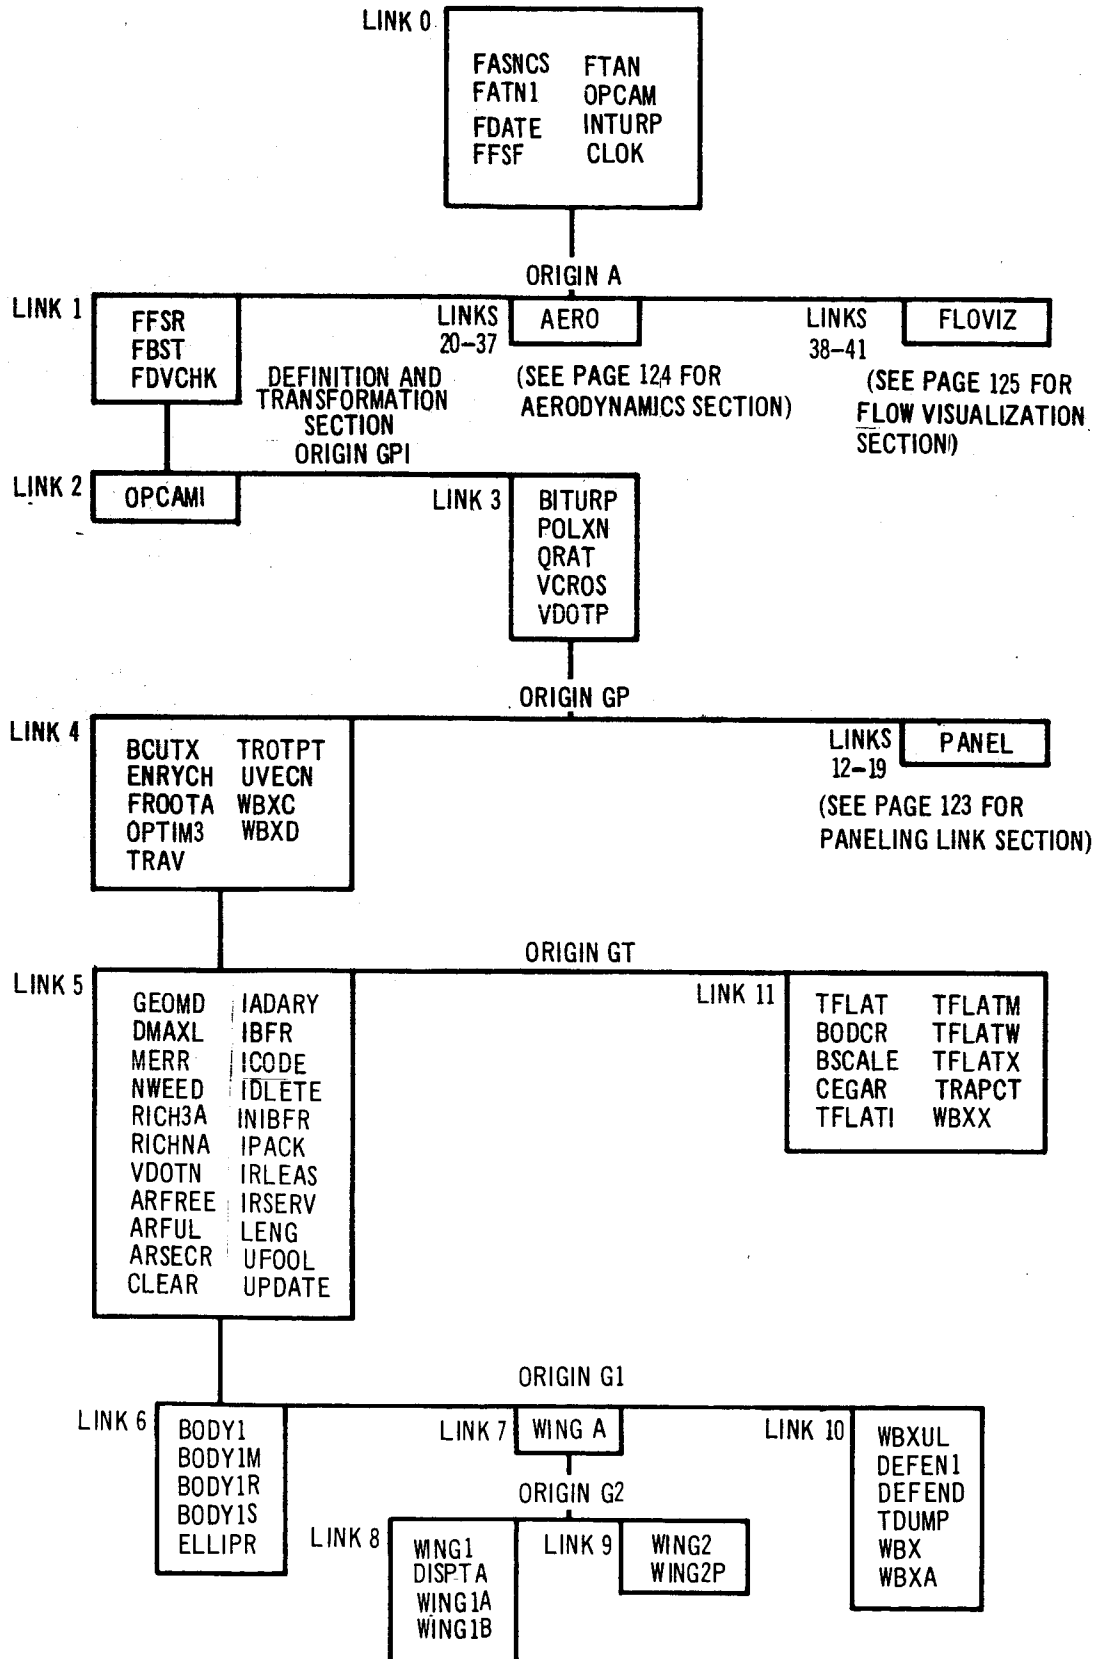 LINK 0
FASNCS FTAN
FATN1 OPCAM
FDATE INTURP
FFSF CLOK
ORIGIN A
LINK 1
FFSR
FBST
FDVCHK
LINKS
20-37
AERO
(SEE PAGE 124 FOR
AERODYNAMICS SECTION)
LINKS
38-41
FLOVIZ
(SEE PAGE 125 FOR
FLOW VISUALIZATION
SECTION)
DEFINITION AND
TRANSFORMATION
SECTION
ORIGIN GPI
LINK 2
OPCAMI
LINK 3
BITURP
POLXN
QRAT
VCROS
VDOTP
ORIGIN GP
LINK 4
BCUTX TROTPT
ENRYCH UVECN
FROOTA WBXC
OPTIM3 WBXD
TRAV
LINKS
12-19
PANEL
(SEE PAGE 123 FOR
PANELING LINK SECTION)
ORIGIN GT
LINK 5
GEOMD IADARY
DMAXL IBFR
MERR ICODE
NWEED IDLETE
RICH3A INIBFR
RICHNA IPACK
VDOTN IRLEAS
ARFREE IRSERV
ARFUL LENG
ARSECR UFOOL
CLEAR UPDATE
LINK 11
TFLAT TFLATM
BODCR TFLATW
BSCALE TFLATX
CEGAR TRAPCT
TFLATI WBXX
ORIGIN G1
LINK 6
BODY1
BODY1M
BODY1R
BODY1S
ELLIPR
LINK 7
WING A
ORIGIN G2
LINK 8
WING1
DISPTA
WING1A
WING1B
LINK 9
WING2
WING2P
LINK 10
WBXUL
DEFEN1
DEFEND
TDUMP
WBX
WBXA